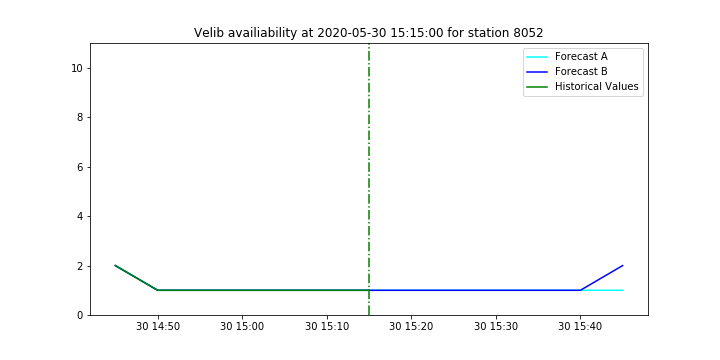 Velib availiability at 2020-05-30 15:15:00 for station 8052
Forecast A
Forecast B
Historical Values
10
8
6
4
2
0
30 14:50 30 15:00 30 15:10 30 15:20 30 15:30 30 15:40